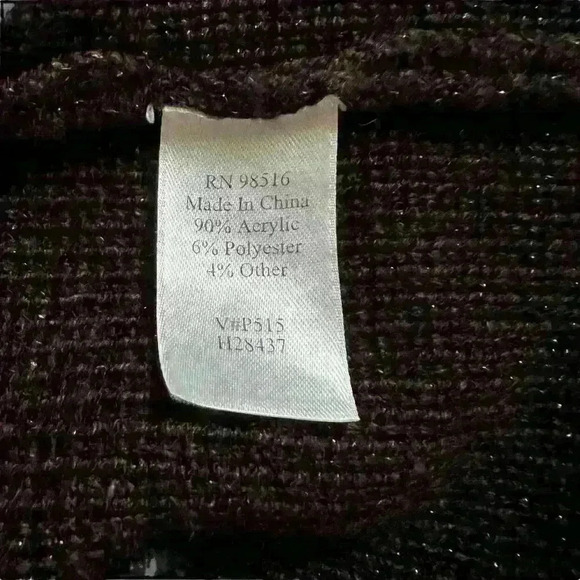 RN 98516
Made In China
90% Acrylic
6% Polyester
4% Other
V#P515
H28437